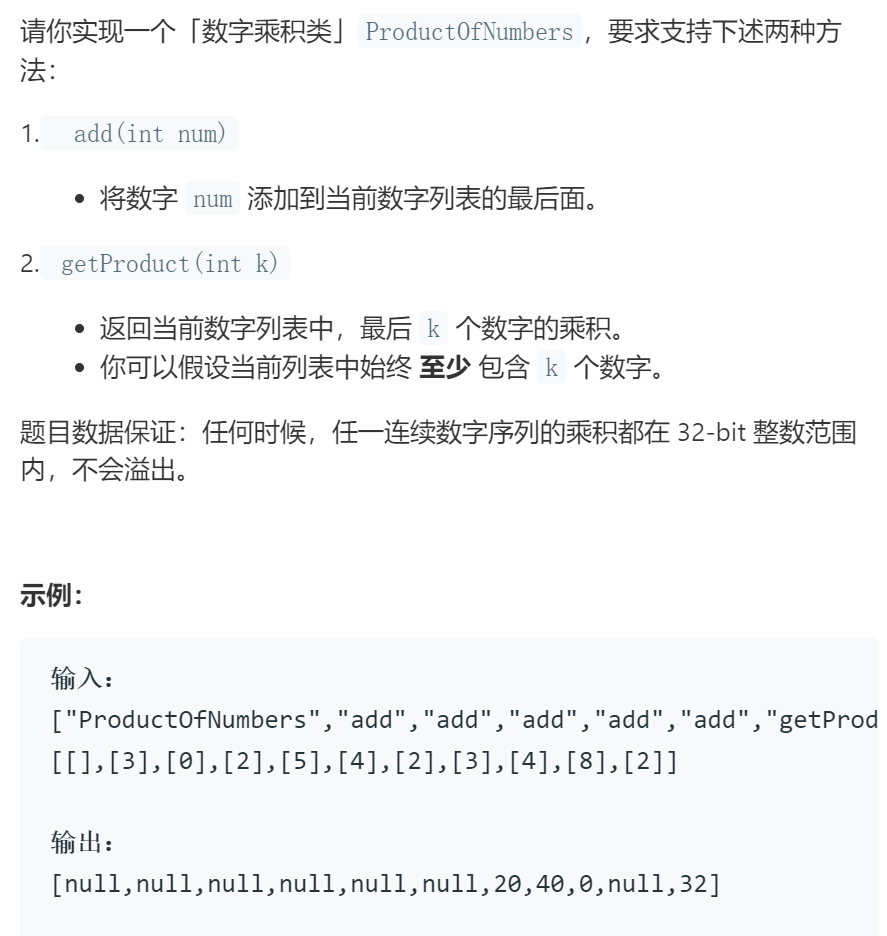 请你实现一个「数字乘积类」ProductOfNumbers，要求支持下述两种方
法：
1. add(int num)
• 将数字 num 添加到当前数字列表的最后面。
2. getProduct(int k)
• 返回当前数字列表中，最后 k 个数字的乘积。
• 你可以假设当前列表中始终 至少 包含 k 个数字。
题目数据保证：任何时候，任一连续数字序列的乘积都在 32-bit 整数范围
内，不会溢出。
示例：
输入：
["ProductOfNumbers","add","add","add","add","add","getProd
[[],[3],[0],[2],[5],[4],[2],[3],[4],[8],[2]]
输出：
[null,null,null,null,null,null,20,40,0,null,32]